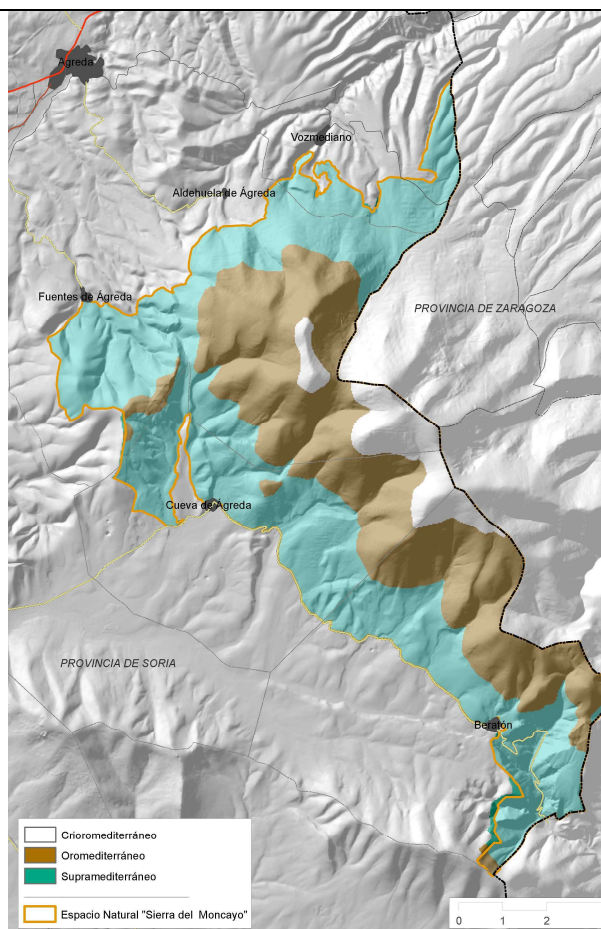 Ágreda
Vozmediano
Aldehuela de Ágreda
Fuentes de Ágreda
PROVINCIA DE ZARAGOZA
Cueva de Ágreda
PROVINCIA DE SORIA
Beratón
Crioromediterráneo
Oromediterráneo
Supramediterráneo
Espacio Natural "Sierra del Moncayo"
0 1 2